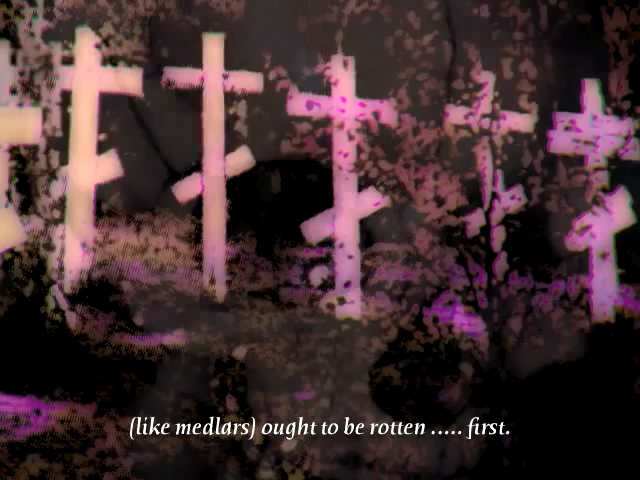 (like medlars) ought to be rotten ..... first.